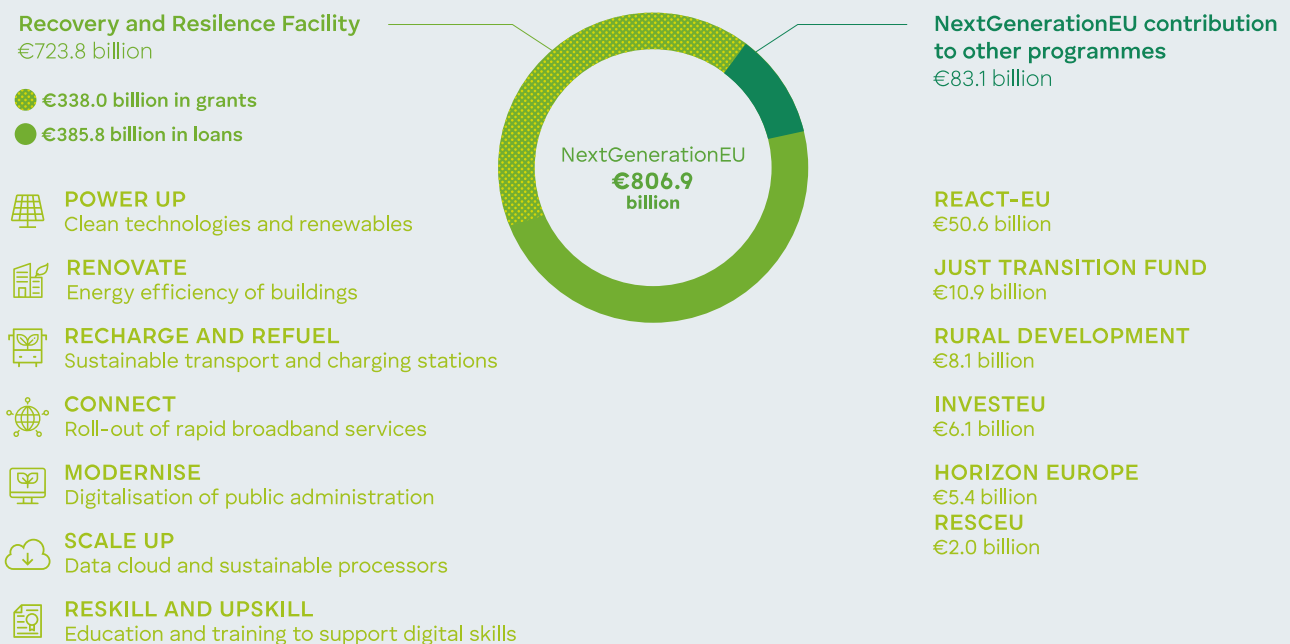 Recovery and Resilence Facility
€723.8 billion
€338.0 billion in grants
€385.8 billion in loans
NextGenerationEU
€806.9
billion
NextGenerationEU contribution
to other programmes
€83.1 billion
POWER UP
Clean technologies and renewables
RENOVATE
Energy efficiency of buildings
RECHARGE AND REFUEL
Sustainable transport and charging stations
CONNECT
Roll-out of rapid broadband services
MODERNISE
Digitalisation of public administration
SCALE UP
Data cloud and sustainable processors
RESKILL AND UPSKILL
Education and training to support digital skills
REACT-EU
€50.6 billion
JUST TRANSITION FUND
€10.9 billion
RURAL DEVELOPMENT
€8.1 billion
INVESTEU
€6.1 billion
HORIZON EUROPE
€5.4 billion
RESCEU
€2.0 billion